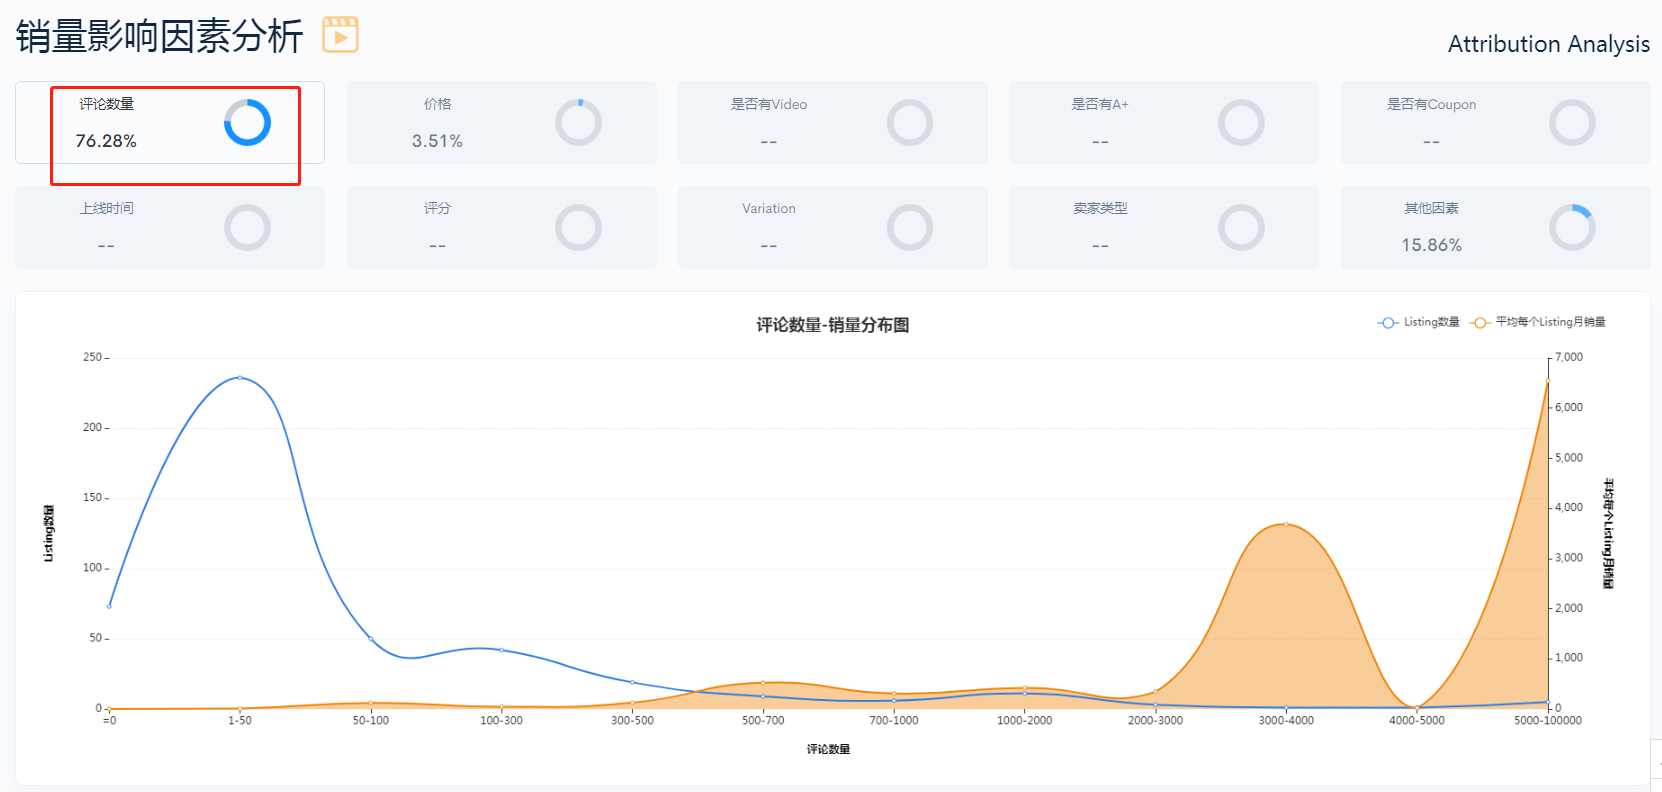 销量影响因素分析
Attribution Analysis
评论数量
76.28%
价格
3.51%
是否有Video
--
是否有A+
--
是否有Coupon
--
上线时间
--
评分
--
Variation
--
卖家类型
--
其他因素
15.86%
评论数量-销量分布图
Listing数量
平均每个Listing月销量
250
200
150
100
50
0
Listing数量
7,000
6,000
5,000
4,000
3,000
2,000
1,000
0
平均每个Listing月销量
=0
1-50
50-100
100-300
300-500
500-700
700-1000
1000-2000
2000-3000
3000-4000
4000-5000
5000-100000
评论数量